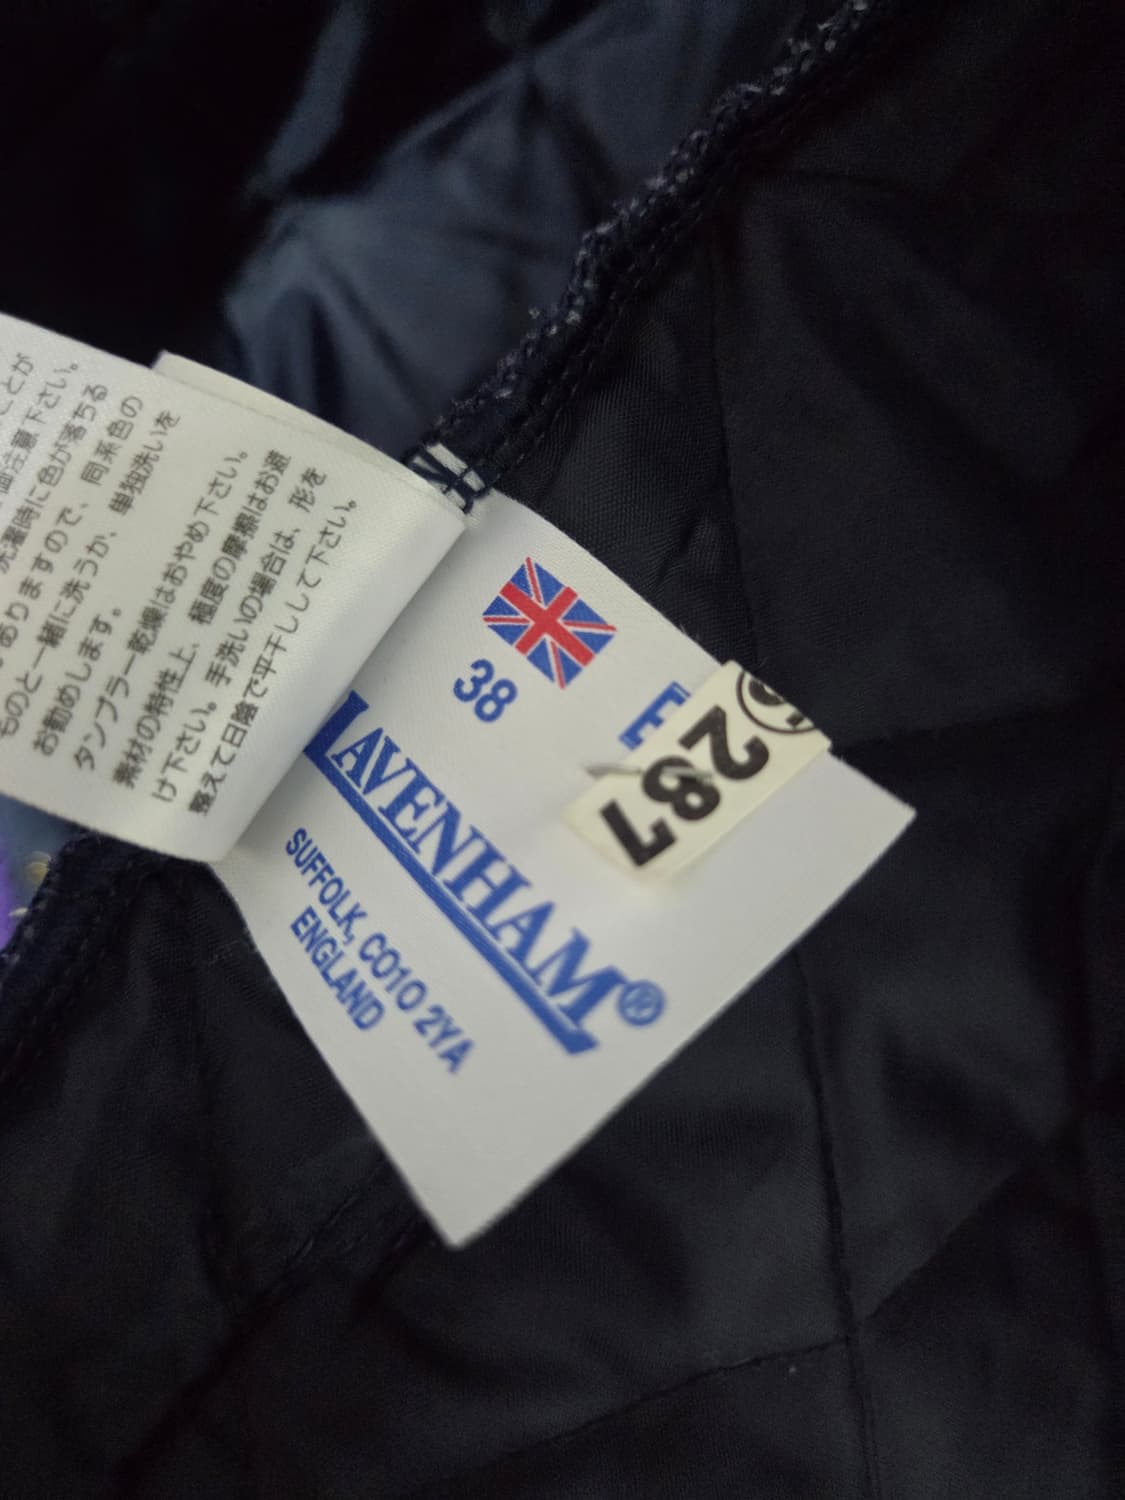 意下さい。
洗濯時に色が落ちる
ありますので、同系色の
ものと一緒に洗うか、単独洗いを
お勧めします。
タンブラー乾燥はおやめ下さい。
素材の特性上、極度の摩擦はお避
け下さい。手洗いの場合は、形を
整えて日陰で平干しして下さい。
38
E
287
LAVENHAM®
SUFFOLK, CO10 2YA
ENGLAND